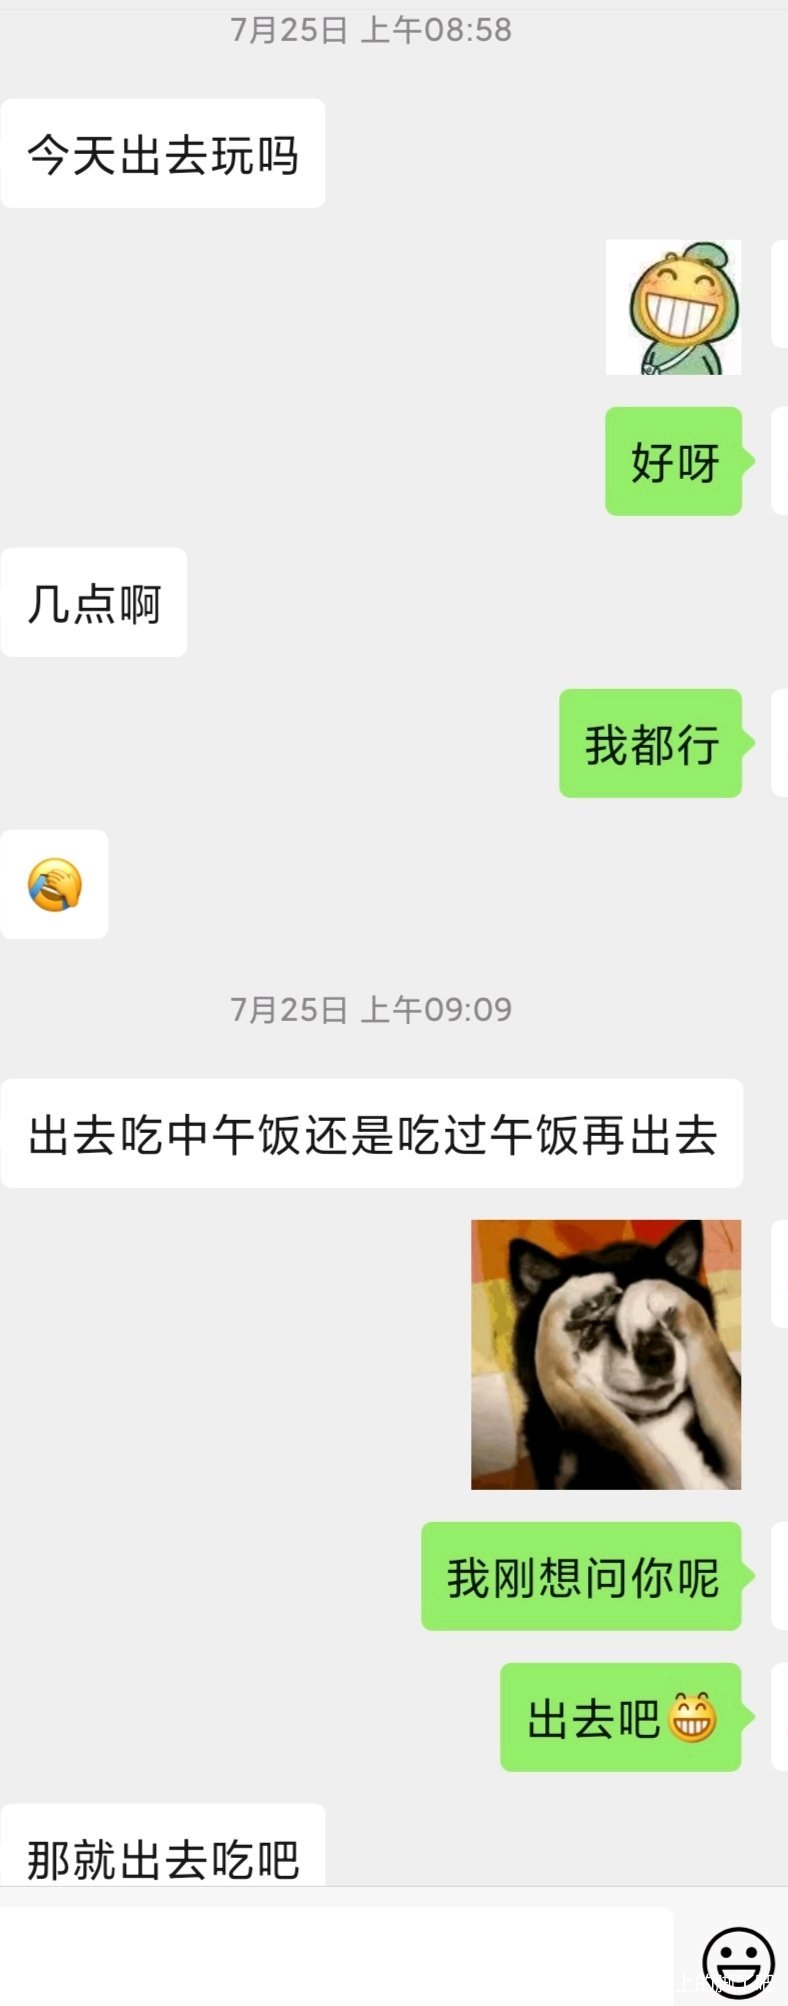 7月25日 上午08:58
今天出去玩吗
好呀
几点啊
我都行
7月25日 上午09:09
出去吃中午饭还是吃过午饭再出去
我刚想问你呢
出去吧😁
那就出去吃吧